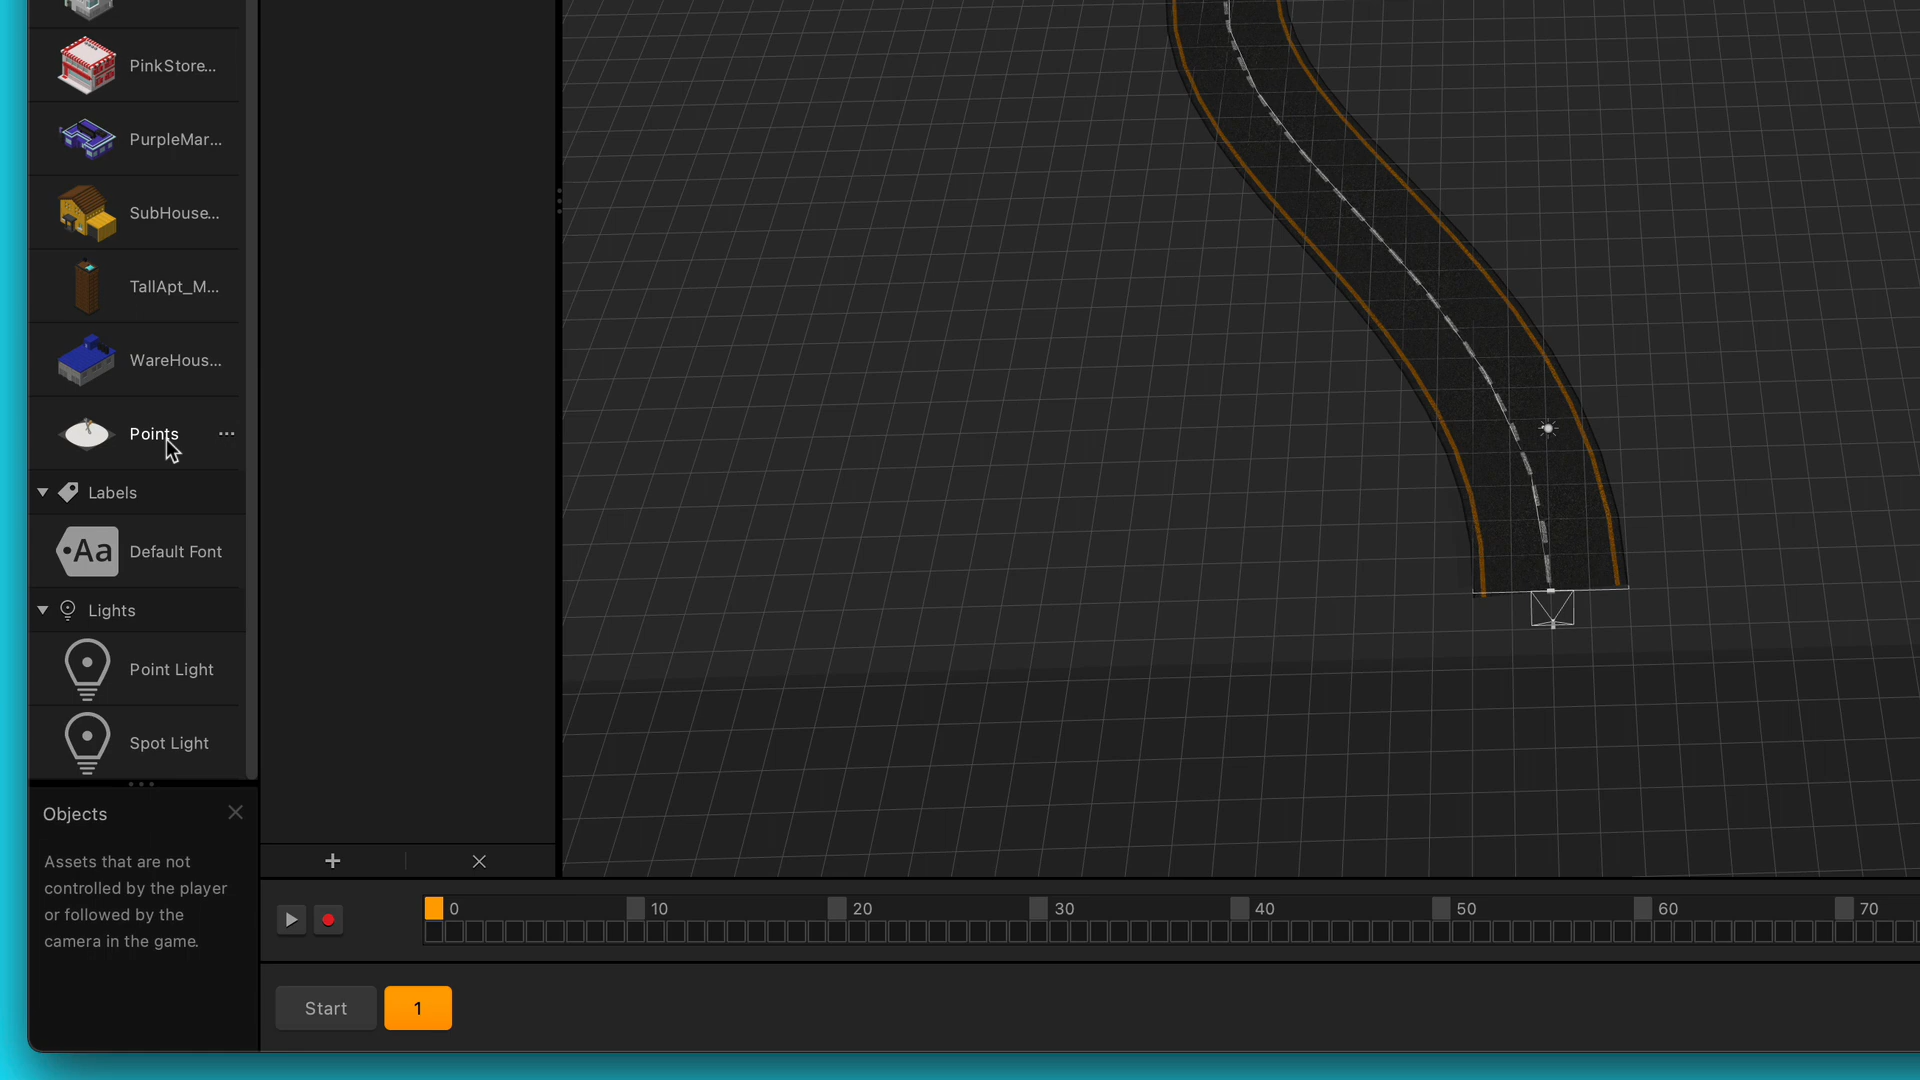 PinkStore...
PurpleMar...
SubHouse...
TallApt_M...
WareHous...
Points
Labels
Aa Default Font
Lights
Point Light
Spot Light
Objects
Assets that are not
controlled by the player
or followed by the
camera in the game.
0 10 20 30 40 50 60 70
Start 1